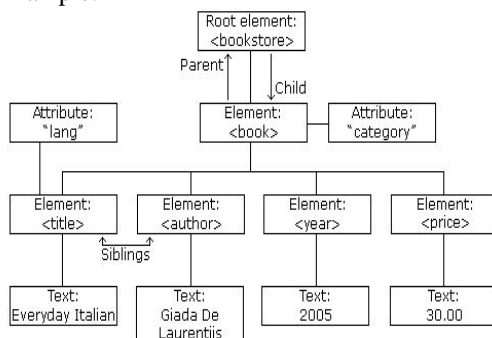 Root element:
<bookstore>
Parent
Child
Attribute:
"lang"
Element:
<book>
Attribute:
"category"
Element:
<title>
Element:
<author>
Element:
<year>
Element:
<price>
Siblings
Text:
Everyday Italian
Text:
Giada De
Laurentiis
Text:
2005
Text:
30.00